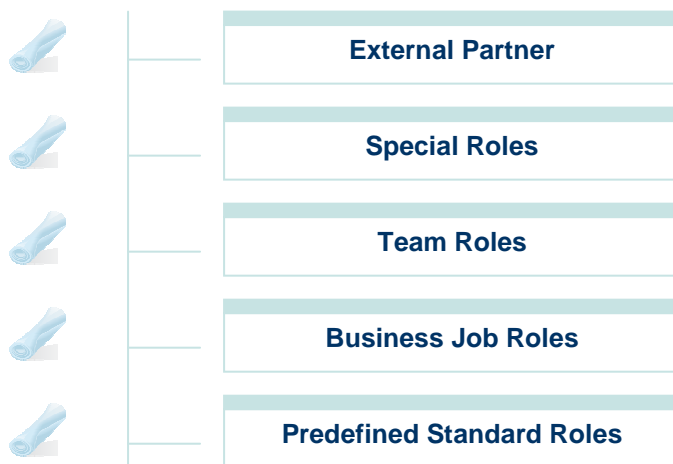 External Partner
Special Roles
Team Roles
Business Job Roles
Predefined Standard Roles